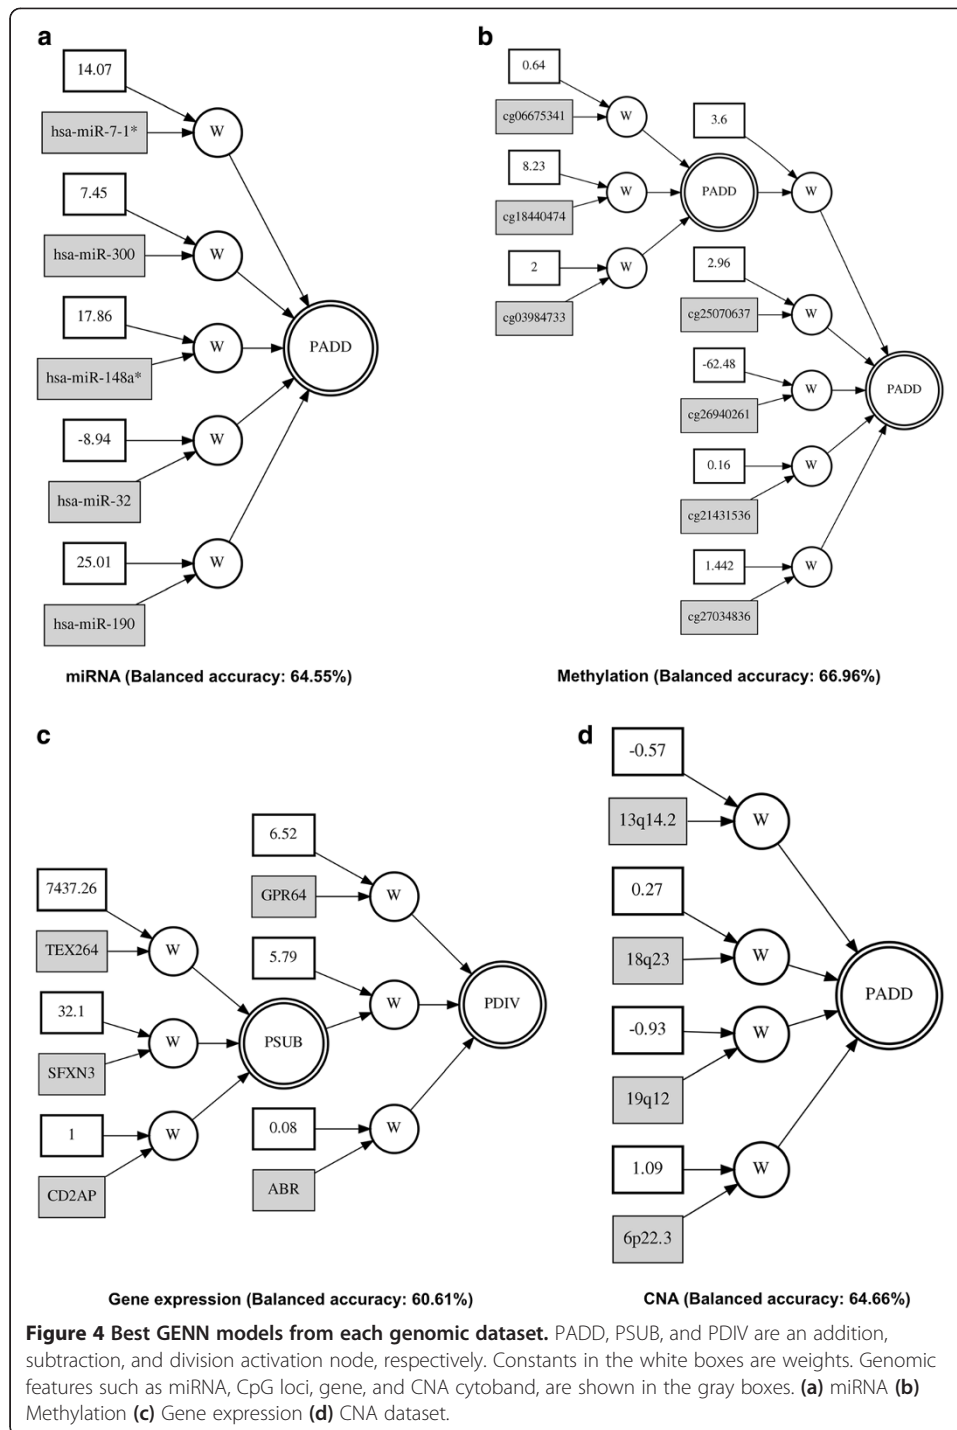 a
14.07
hsa-miR-7-1*
W
7.45
hsa-miR-300
W
17.86
hsa-miR-148a*
W
PADD
-8.94
hsa-miR-32
W
25.01
hsa-miR-190
W
miRNA (Balanced accuracy: 64.55%)
b
0.64
cg06675341
W
8.23
cg18440474
W
2
cg03984733
W
PADD
3.6
W
2.96
cg25070637
W
-62.48
cg26940261
W
PADD
0.16
cg21431536
W
1.442
cg27034836
W
Methylation (Balanced accuracy: 66.96%)
c
7437.26
TEX264
W
32.1
SFXN3
W
1
CD2AP
W
PSUB
6.52
GPR64
W
5.79
W
PDIV
0.08
ABR
W
Gene expression (Balanced accuracy: 60.61%)
d
-0.57
13q14.2
W
0.27
18q23
W
PADD
-0.93
19q12
W
1.09
6p22.3
W
CNA (Balanced accuracy: 64.66%)
Figure 4 Best GENN models from each genomic dataset. PADD, PSUB, and PDIV are an addition,
subtraction, and division activation node, respectively. Constants in the white boxes are weights. Genomic
features such as miRNA, CpG loci, gene, and CNA cytoband, are shown in the gray boxes. (a) miRNA (b)
Methylation (c) Gene expression (d) CNA dataset.